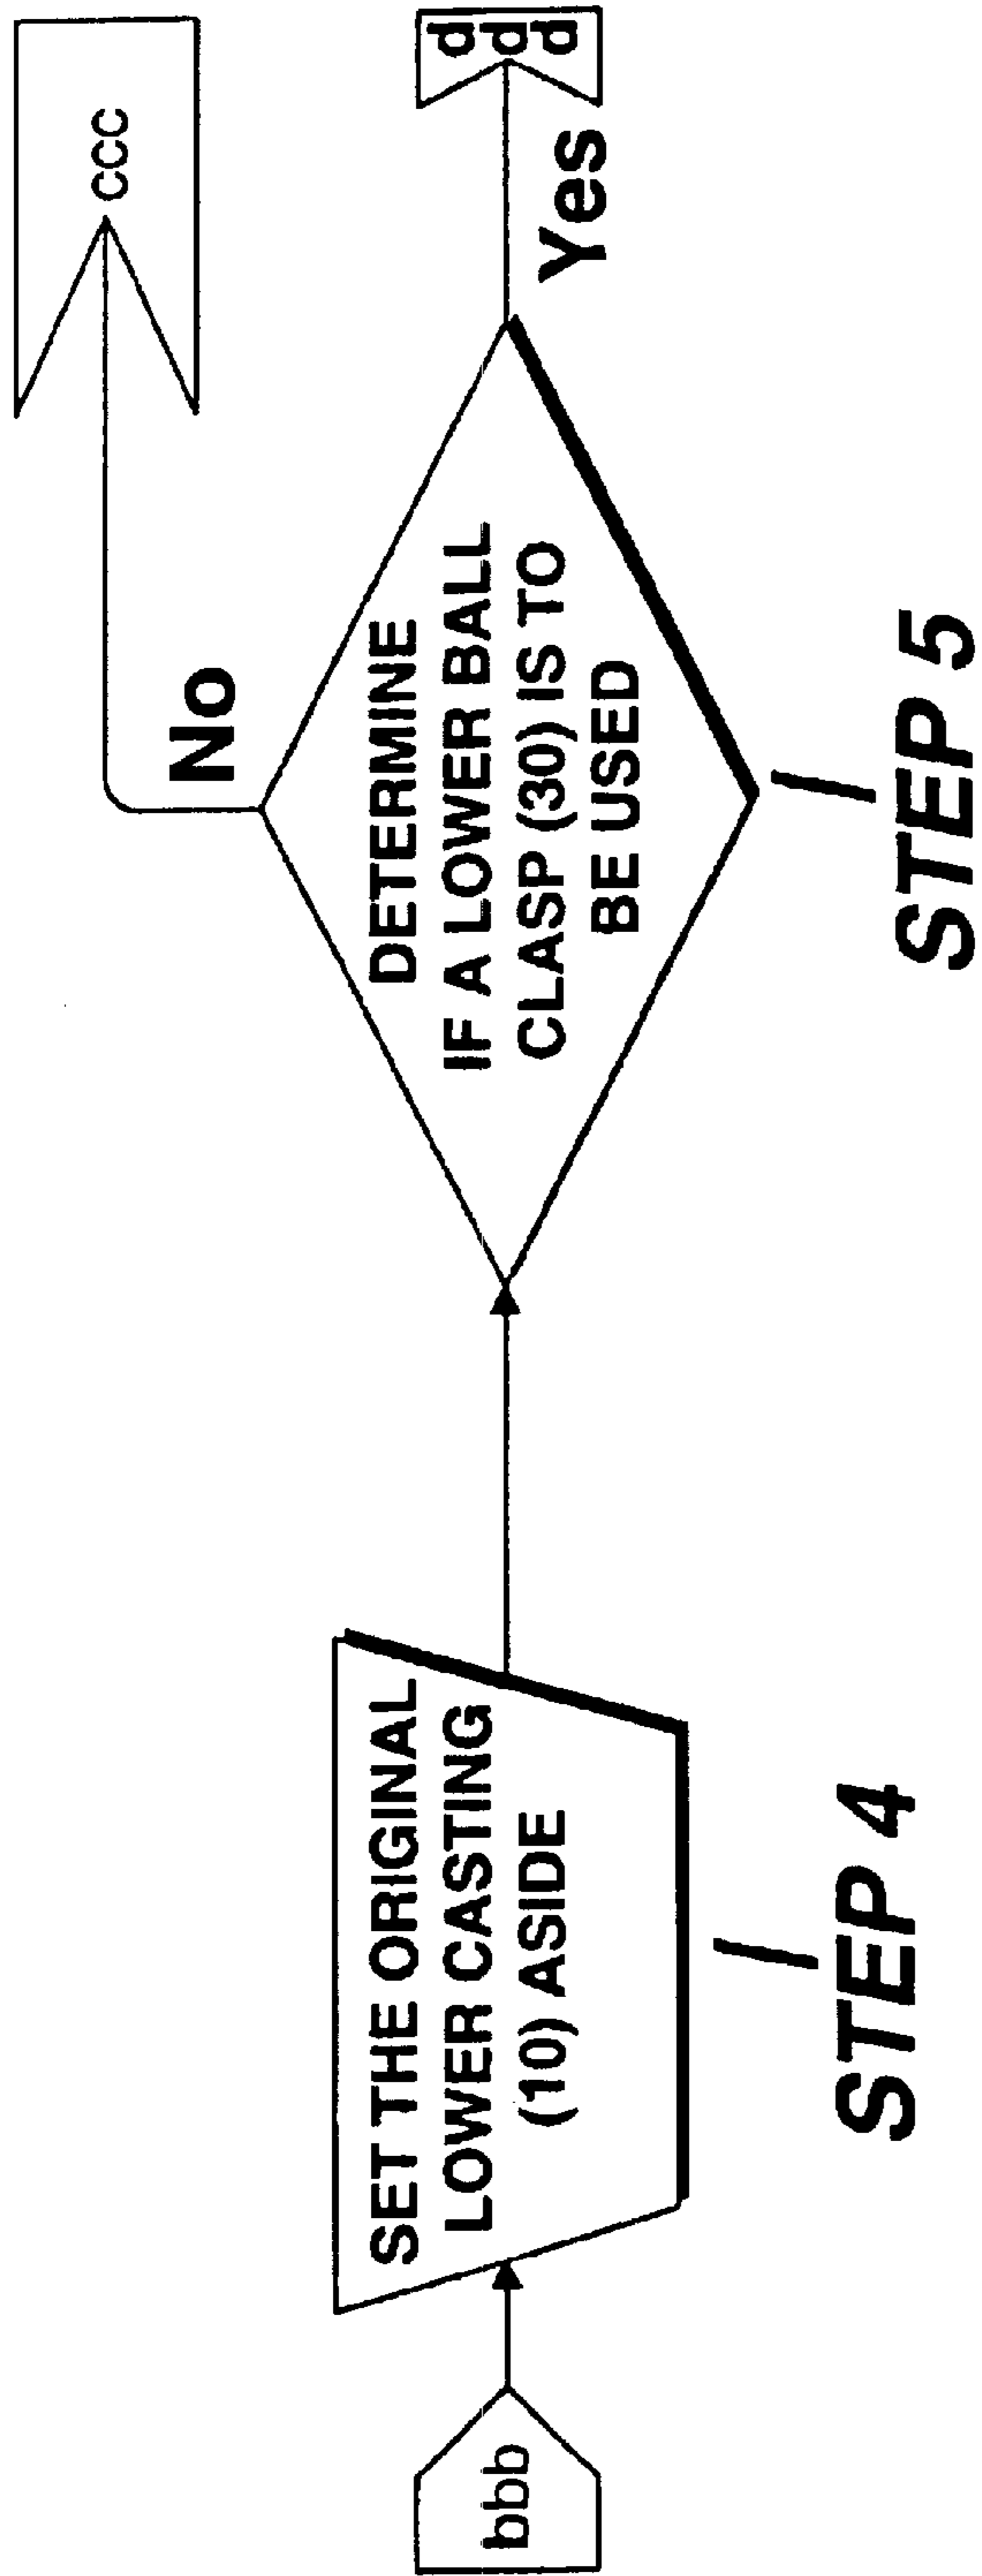 bbb
SET THE ORIGINAL
LOWER CASTING
(10) ASIDE
STEP 4
DETERMINE
IF A LOWER BALL
CLASP (30) IS TO
BE USED
STEP 5
No
ccc
Yes
d
d
d